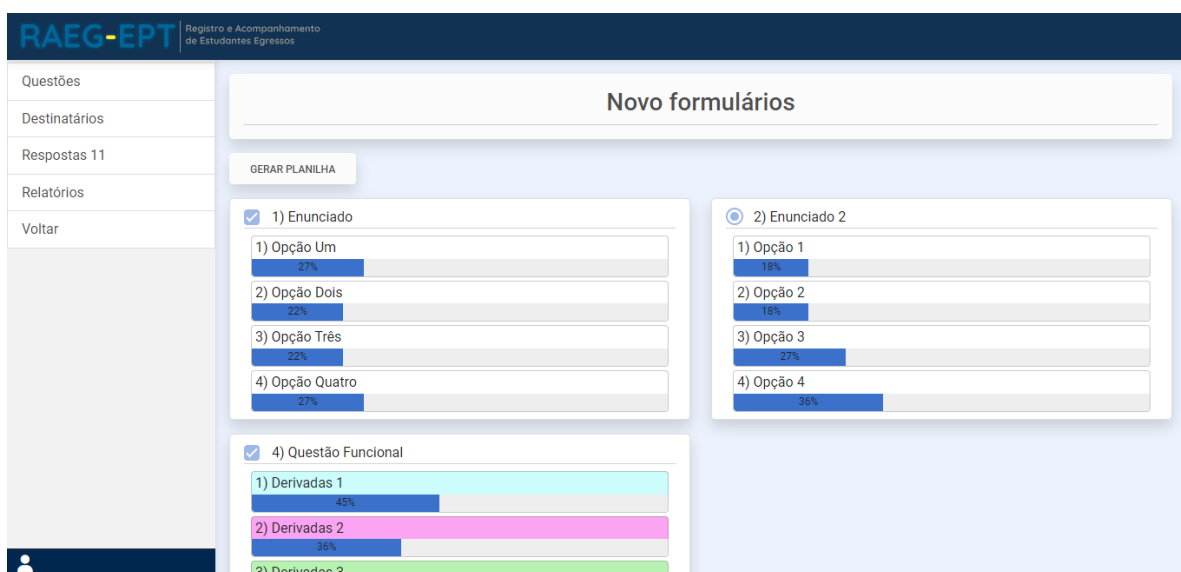 RAEG-EPT
Registro e Acompanhamento
de Estudantes Egressos
Questões
Destinatários
Respostas 11
Relatórios
Voltar
Novo formulários
GERAR PLANILHA
1) Enunciado
1) Opção Um
27%
2) Opção Dois
22%
3) Opção Três
22%
4) Opção Quatro
27%
2) Enunciado 2
1) Opção 1
18%
2) Opção 2
18%
3) Opção 3
27%
4) Opção 4
36%
4) Questão Funcional
1) Derivadas 1
45%
2) Derivadas 2
36%
3) Derivadas 3